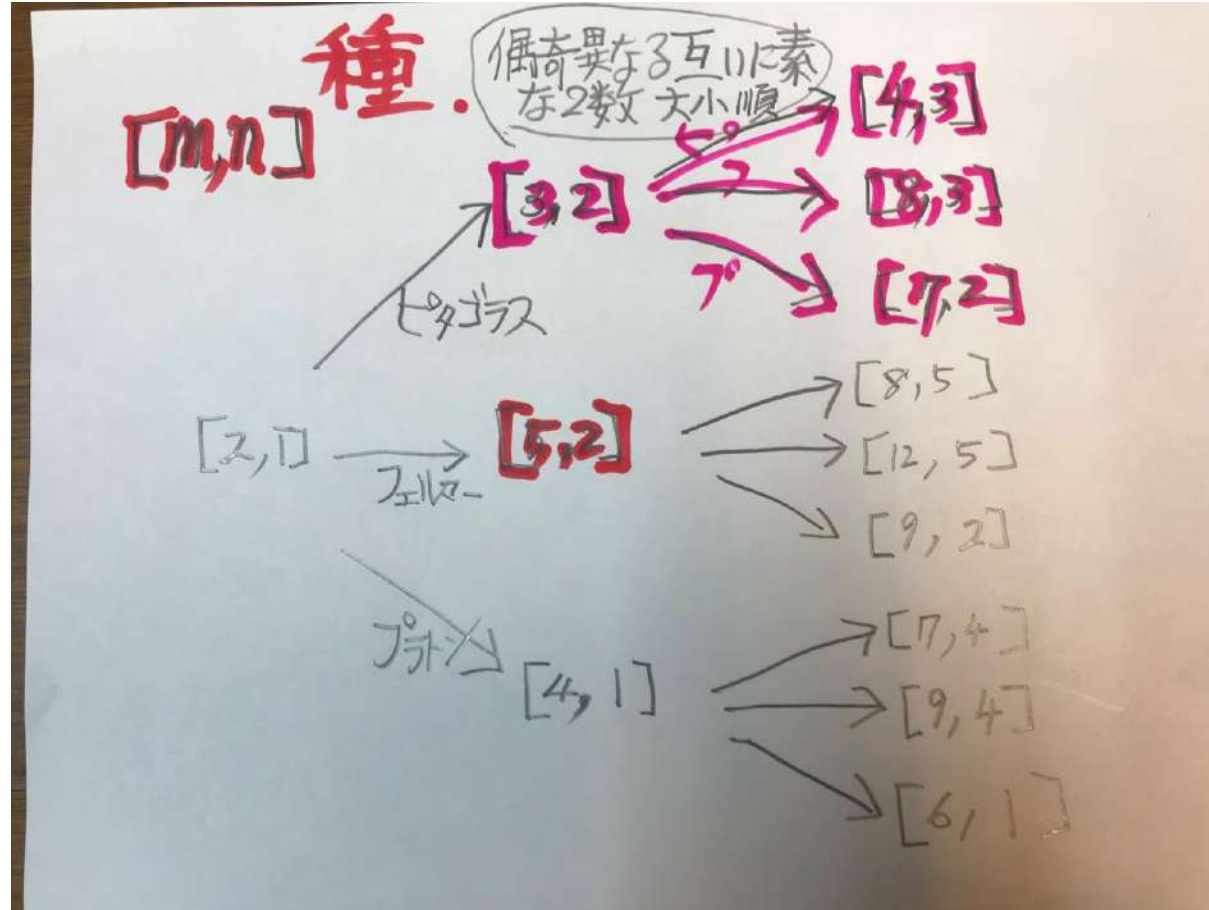 種.
偶奇異なる互いに素
な2数 大小順
[m,n]
[3,2]
ピ
フ
プ
[4,3]
[8,3]
[7,2]
ピタゴラス
[2,1]
フェルマー
[5,2]
[8,5]
[12,5]
[9,2]
プラトン
[4,1]
[7,4]
[9,4]
[6,1]